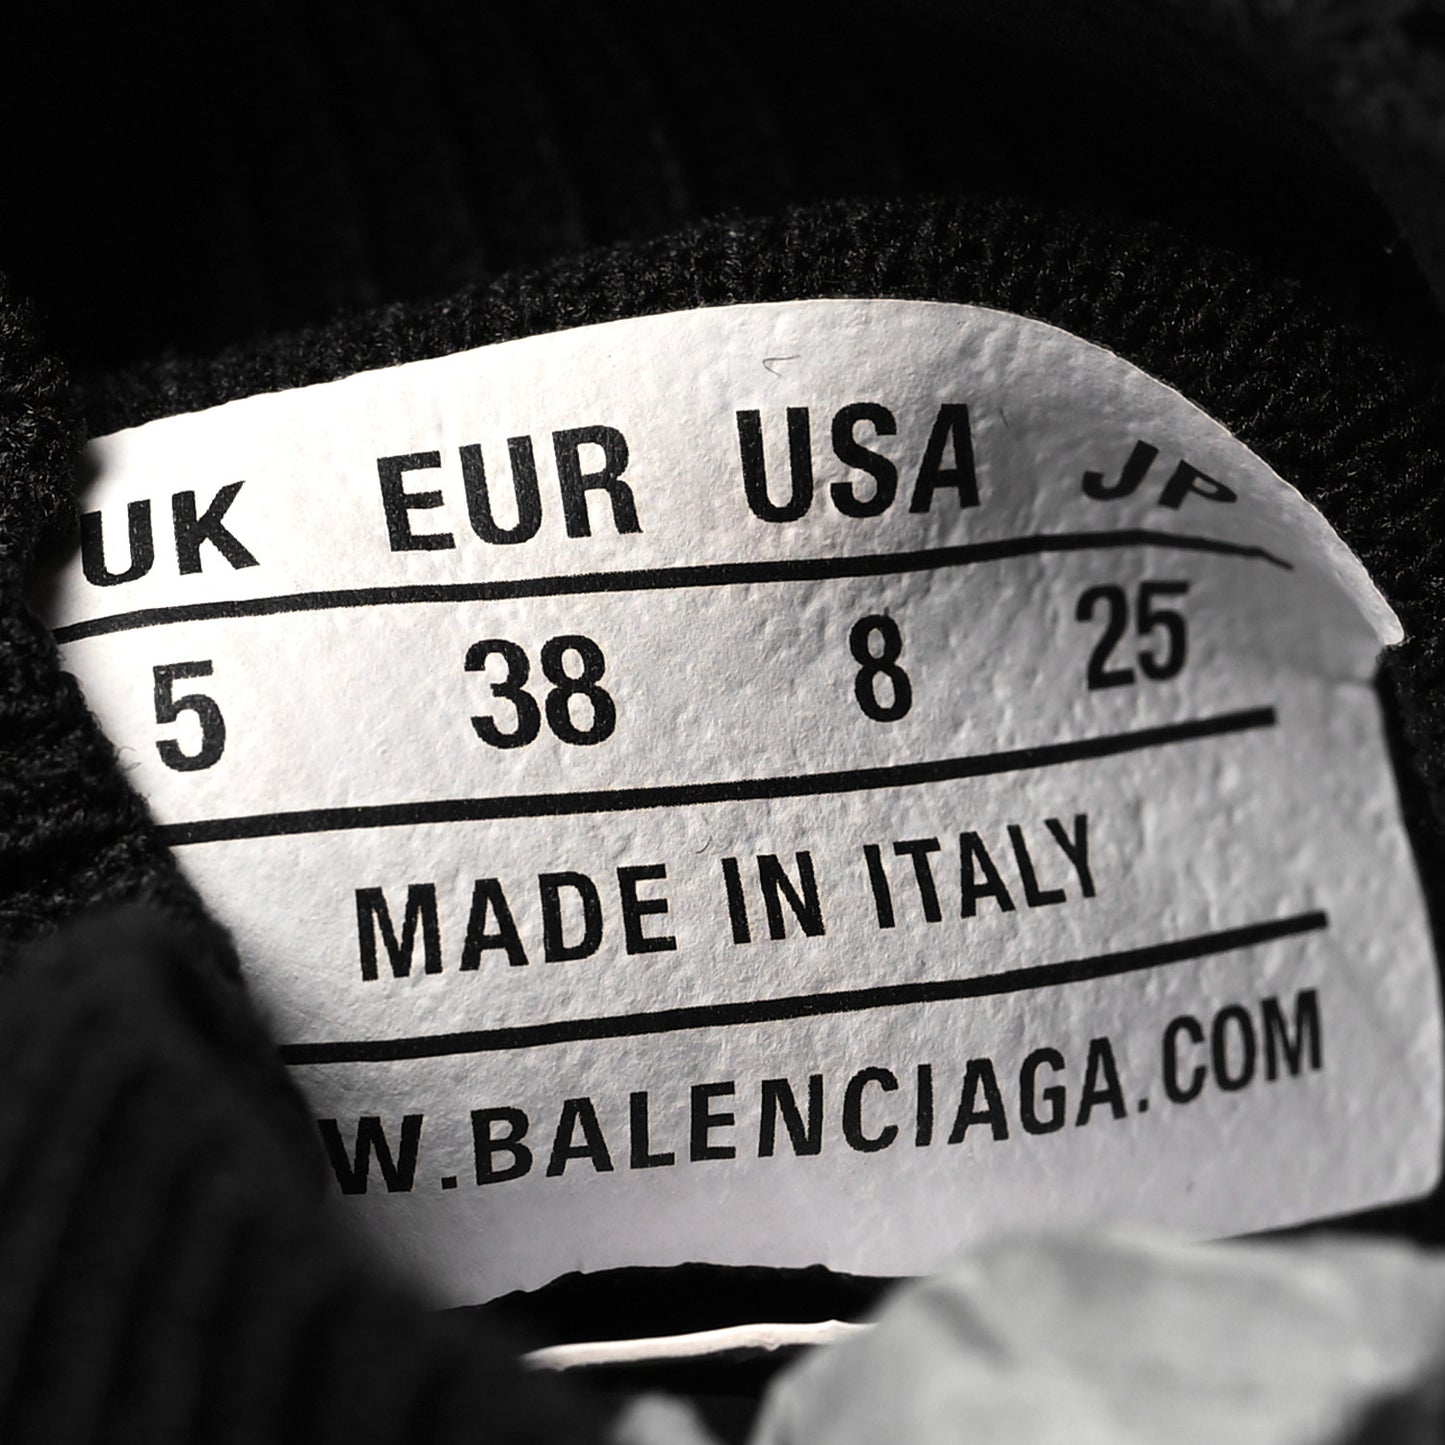 UK EUR USA JP
5 38 8 25
MADE IN ITALY
W.BALENCIAGA.COM